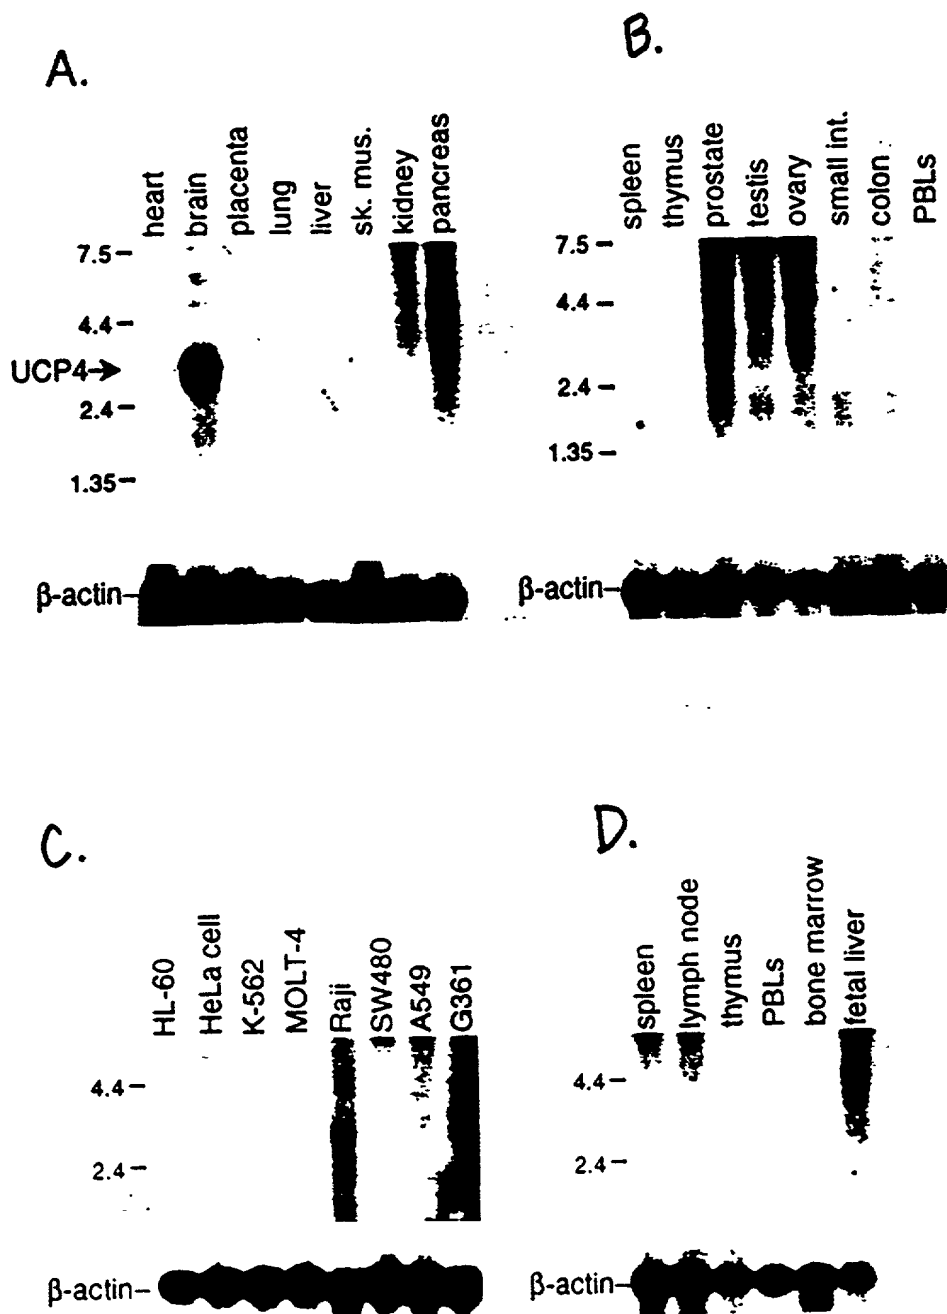 A.
heart
brain
placenta
lung
liver
sk. mus.
kidney
pancreas
7.5
4.4
UCP4
2.4
1.35
β-actin
B.
spleen
thymus
prostate
testis
ovary
small int.
colon
PBLs
7.5
4.4
2.4
1.35
β-actin
C.
HL-60
HeLa cell
K-562
MOLT-4
Raji
SW480
A549
G361
4.4
2.4
β-actin
D.
spleen
lymph node
thymus
PBLs
bone marrow
fetal liver
4.4
2.4
β-actin